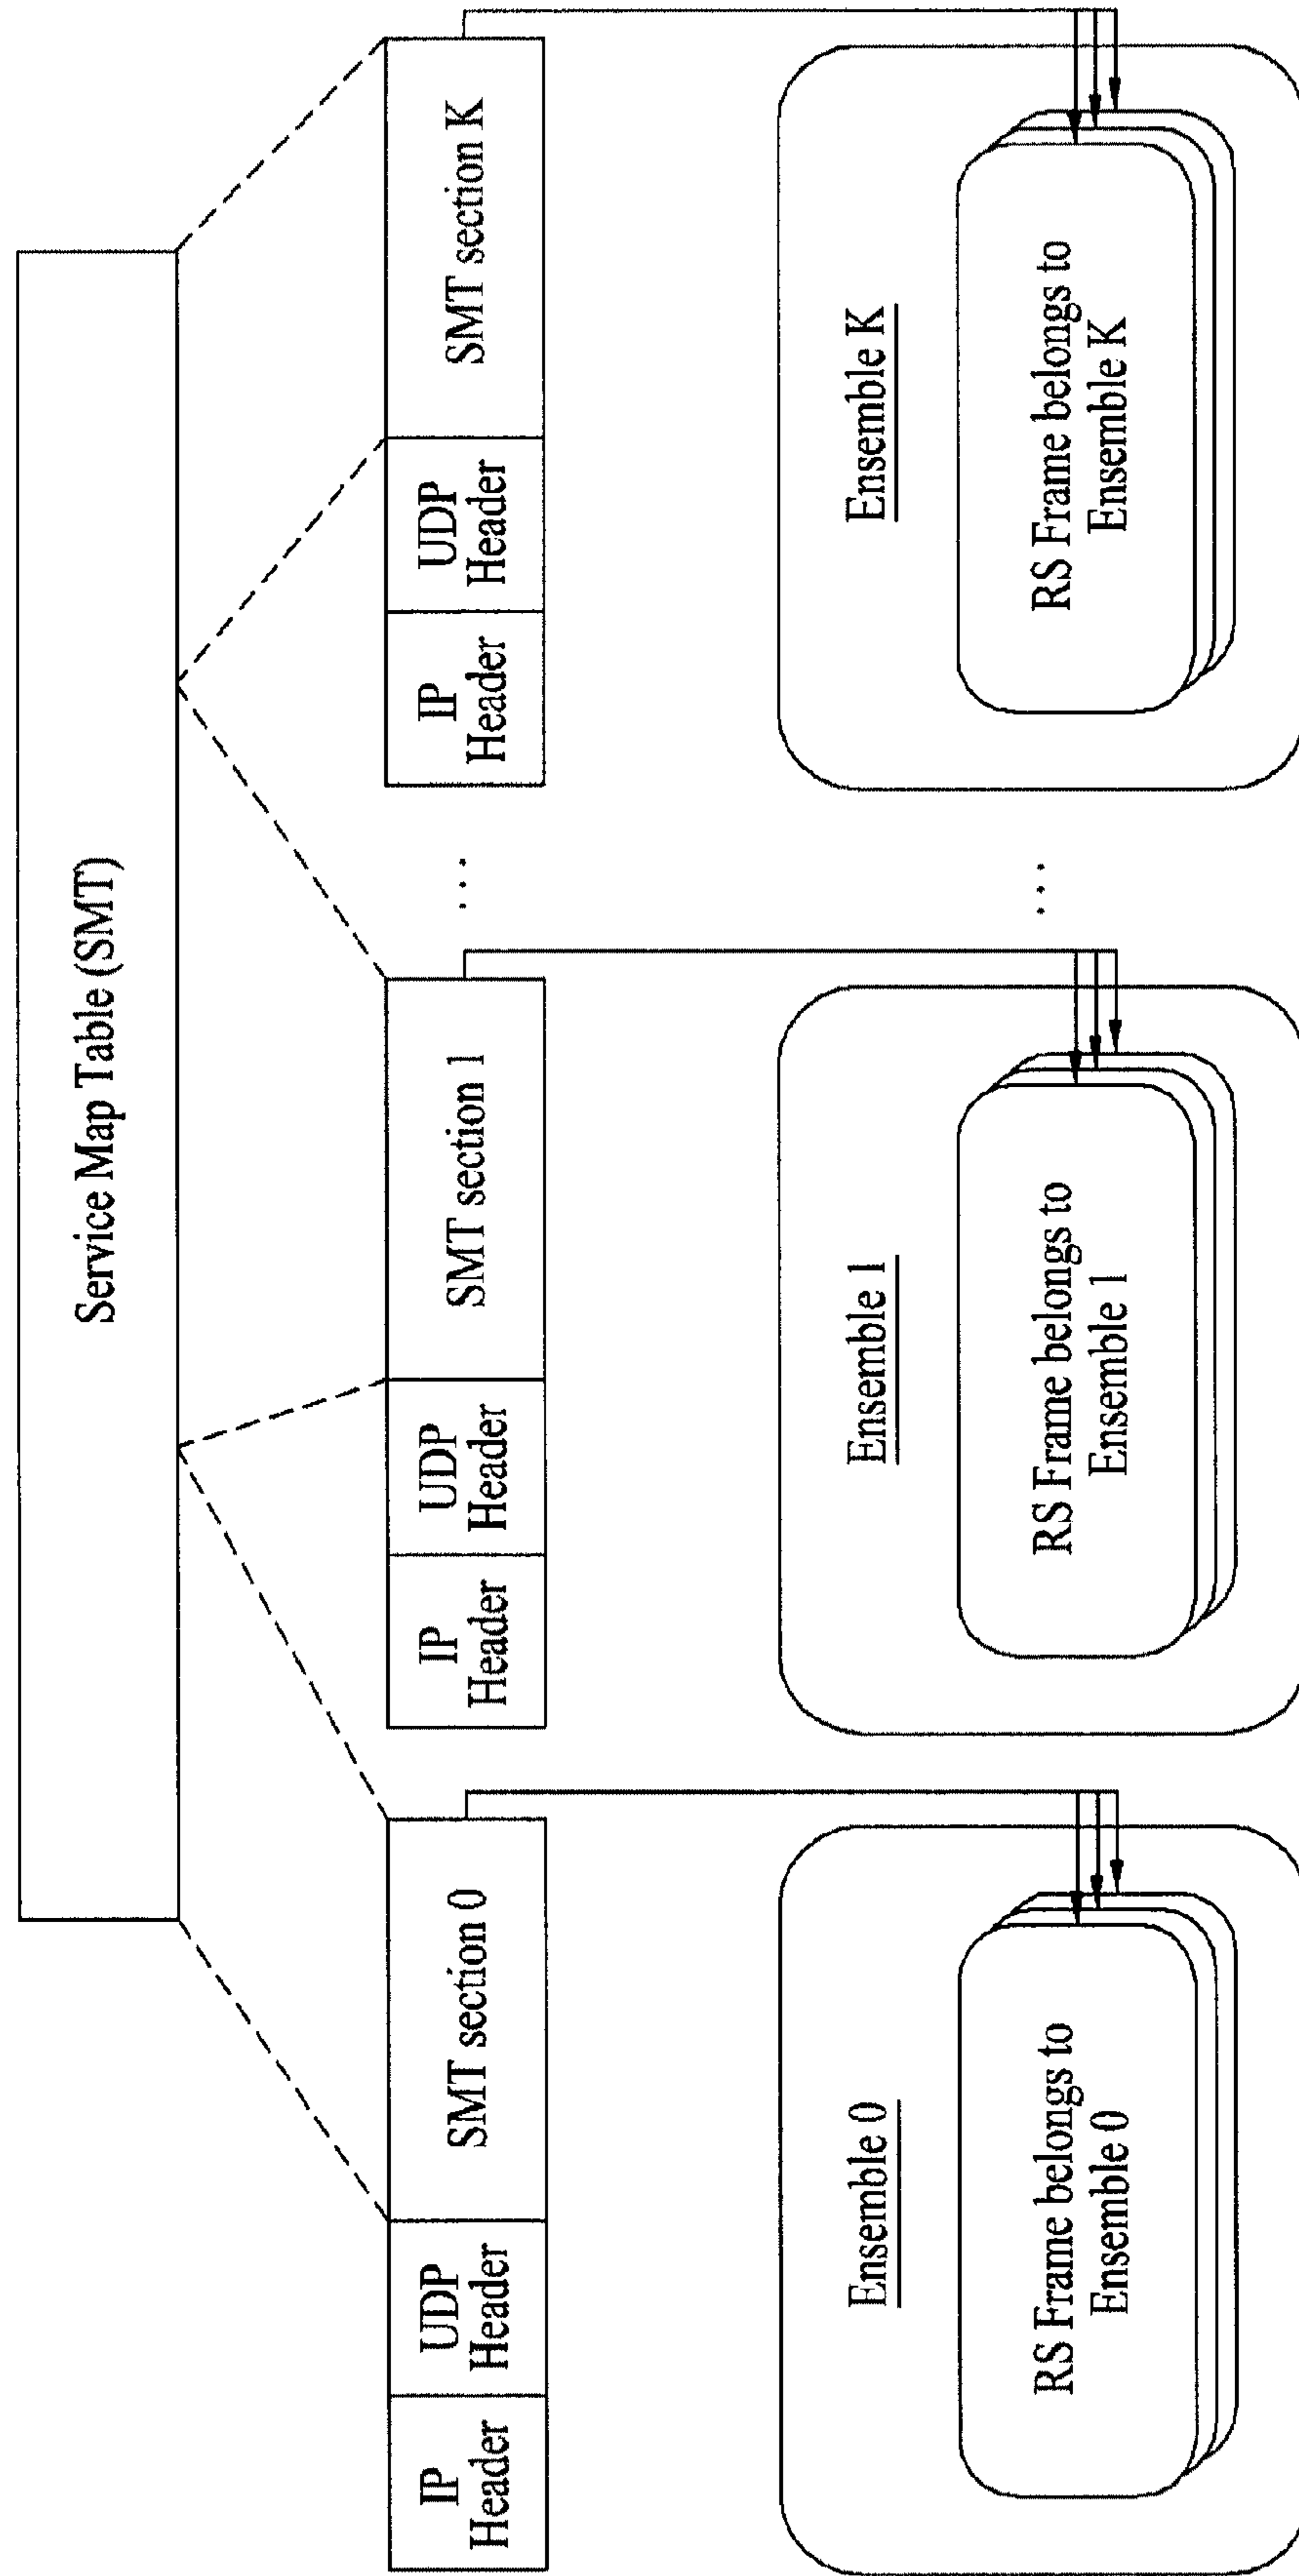 Service Map Table (SMT)
IP
Header
UDP
Header
SMT section 0
IP
Header
UDP
Header
SMT section 1
...
IP
Header
UDP
Header
SMT section K
Ensemble 0
RS Frame belongs to
Ensemble 0
Ensemble 1
RS Frame belongs to
Ensemble 1
...
Ensemble K
RS Frame belongs to
Ensemble K